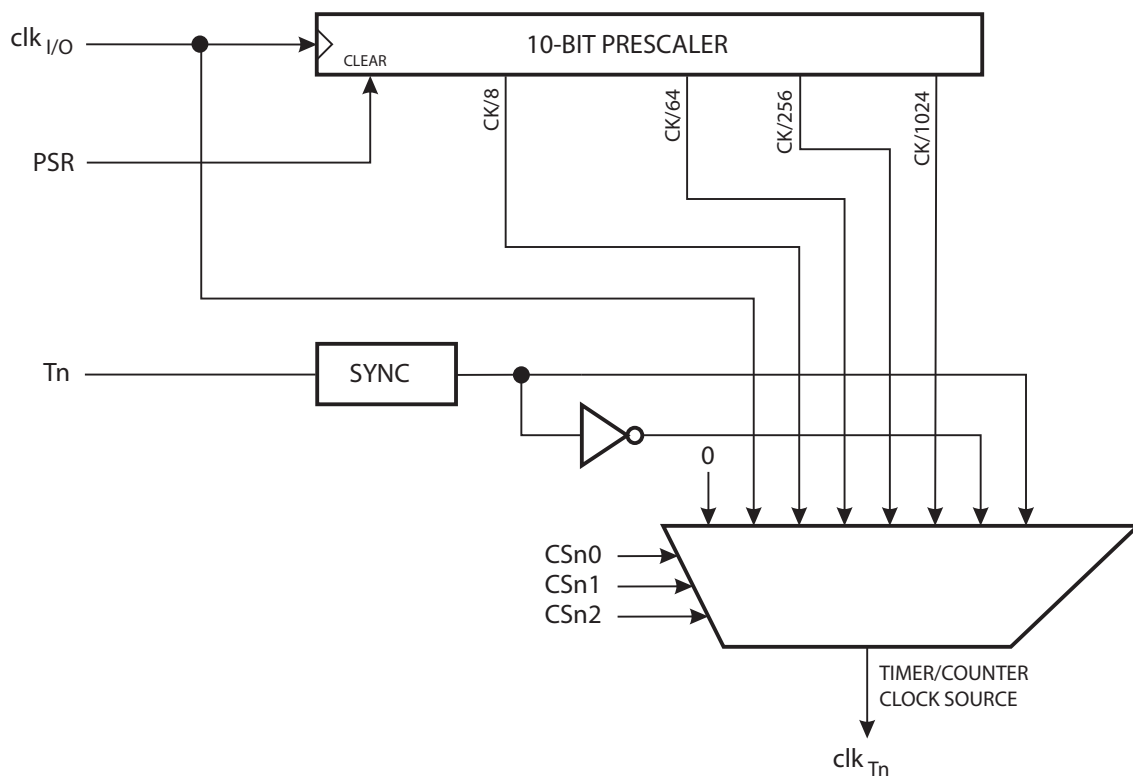 clk I/O
10-BIT PRESCALER
CLEAR
CK/8
CK/64
CK/256
CK/1024
PSR
Tn
SYNC
0
CSn0
CSn1
CSn2
TIMER/COUNTER
CLOCK SOURCE
clk Tn